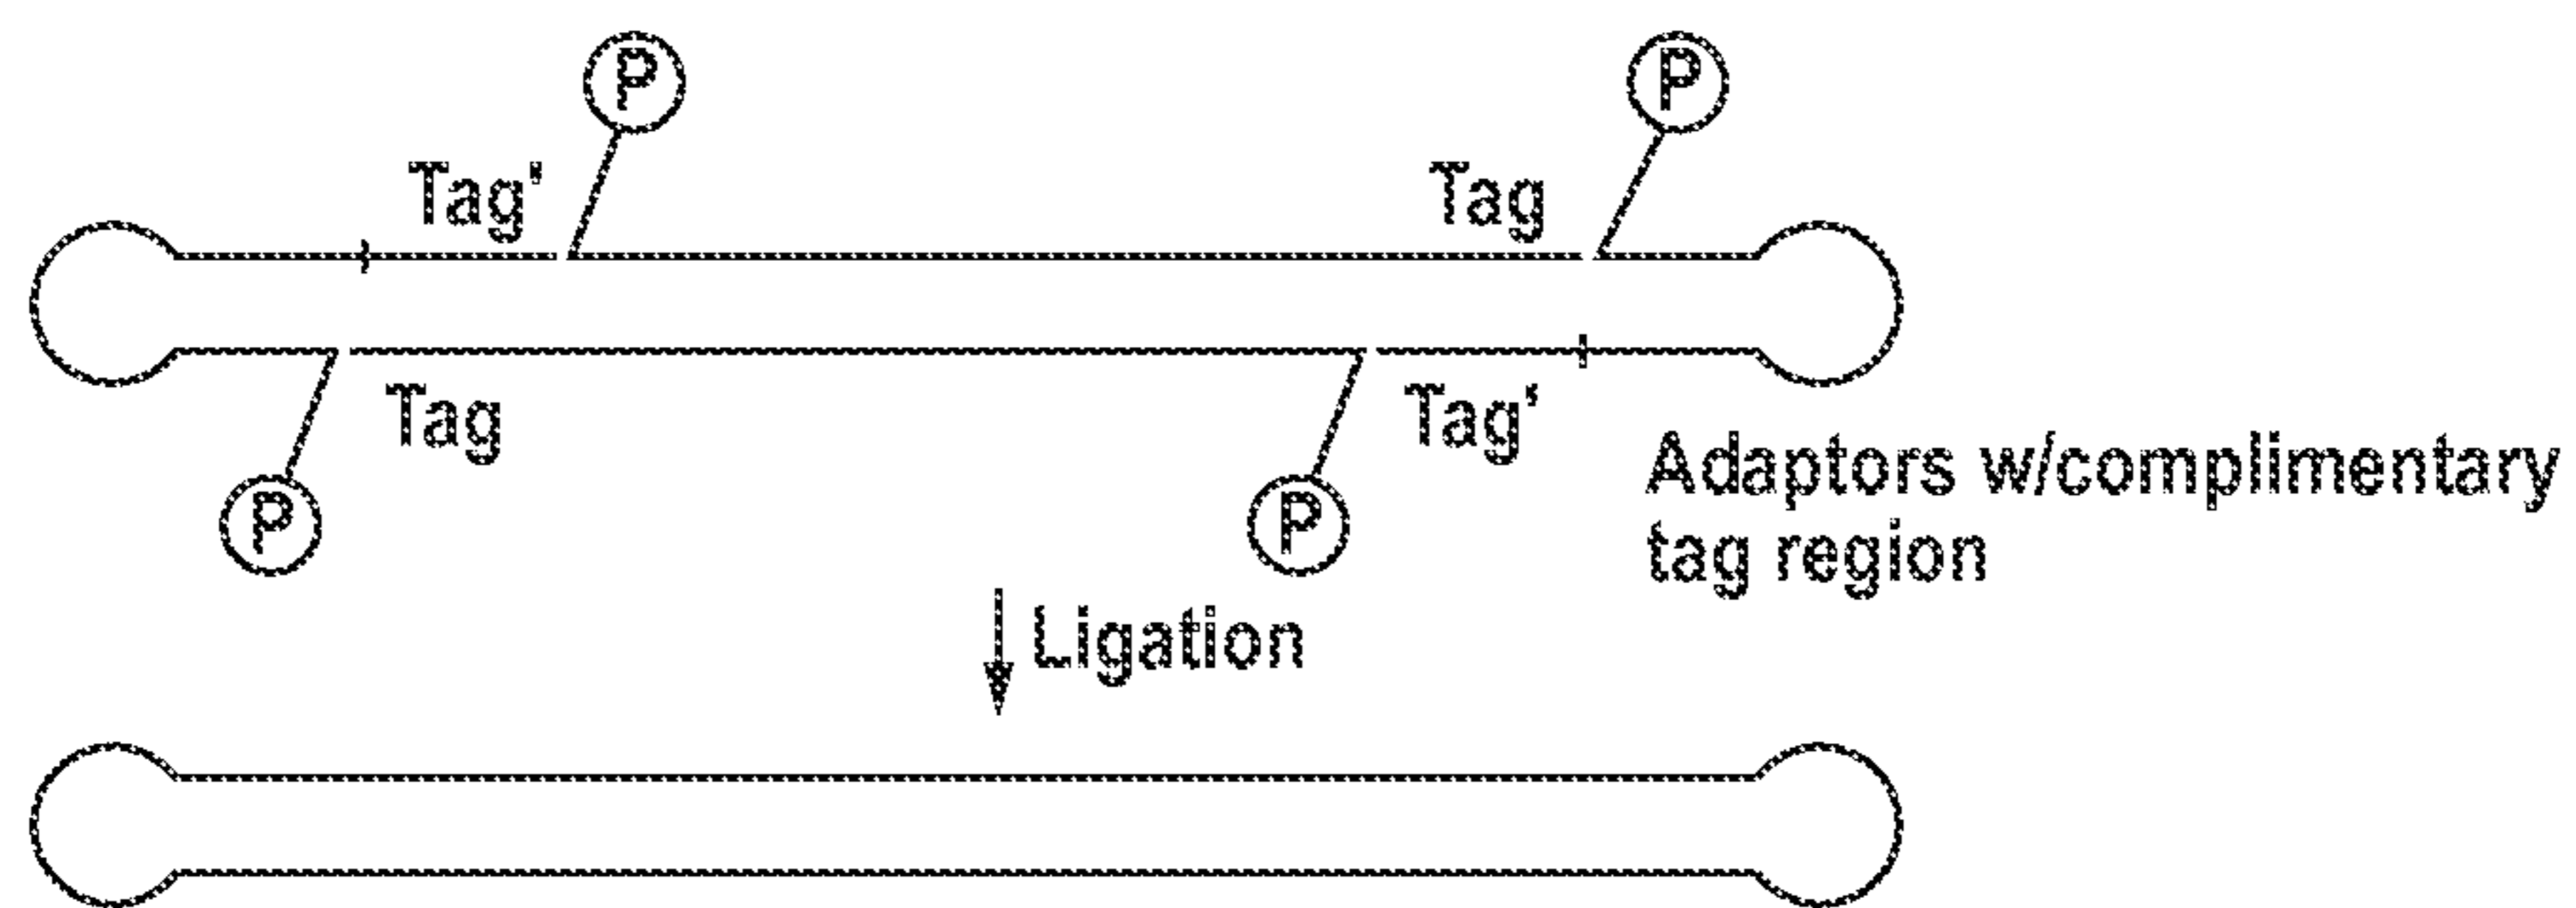 P P
Tag' Tag
Tag Tag'
P P
Adaptors w/complimentary
tag region
Ligation